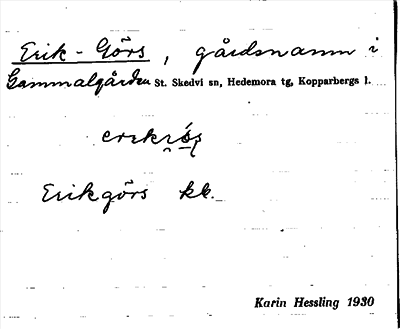 Erik-Görs, gårdsnamn i
Gammalgården St. Skedvi sn, Hedemora tg, Kopparbergs l.
Erikgörs kk.
Karin Hessling 1930